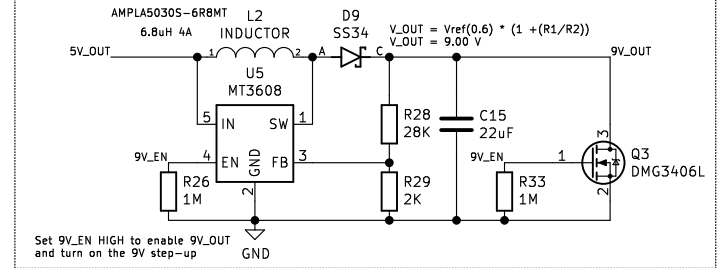 AMPLA5030S-6R8MT
6.8uH 4A
L2
INDUCTOR
D9
SS34
V_OUT = Vref(0.6) * (1 +(R1/R2))
V_OUT = 9.00 V
5V_OUT
1
2
A
C
9V_OUT
U5
MT3608
5
IN
SW
1
R28
28K
C15
22uF
9V_EN
4
EN
GND
FB
3
2
R26
1M
R29
2K
9V_EN
1
R33
1M
3
2
Q3
DMG3406L
GND
Set 9V_EN HIGH to enable 9V_OUT
and turn on the 9V step-up